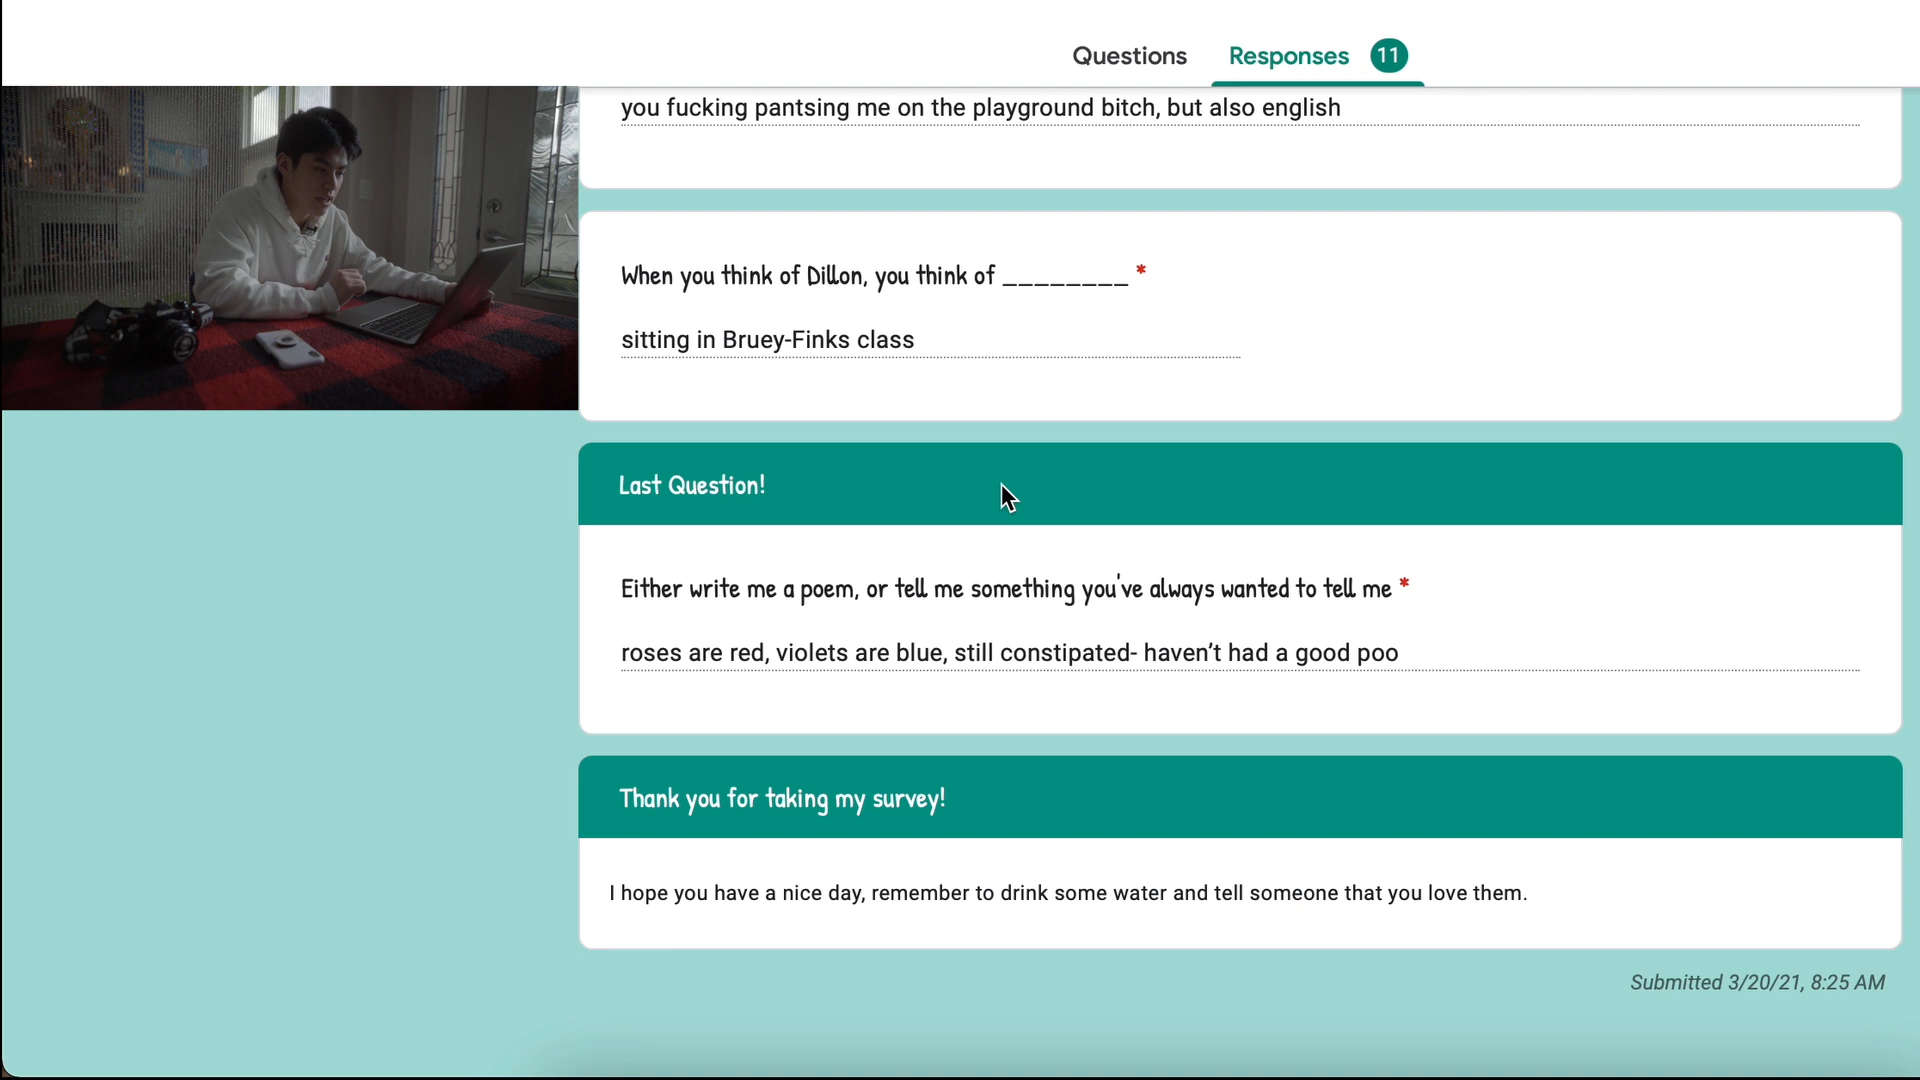 Questions Responses 11
you fucking pantsing me on the playground bitch, but also english
When you think of Dillon, you think of ________ *
sitting in Bruey-Finks class
Last Question!
Either write me a poem, or tell me something you've always wanted to tell me *
roses are red, violets are blue, still constipated- haven’t had a good poo
Thank you for taking my survey!
I hope you have a nice day, remember to drink some water and tell someone that you love them.
Submitted 3/20/21, 8:25 AM